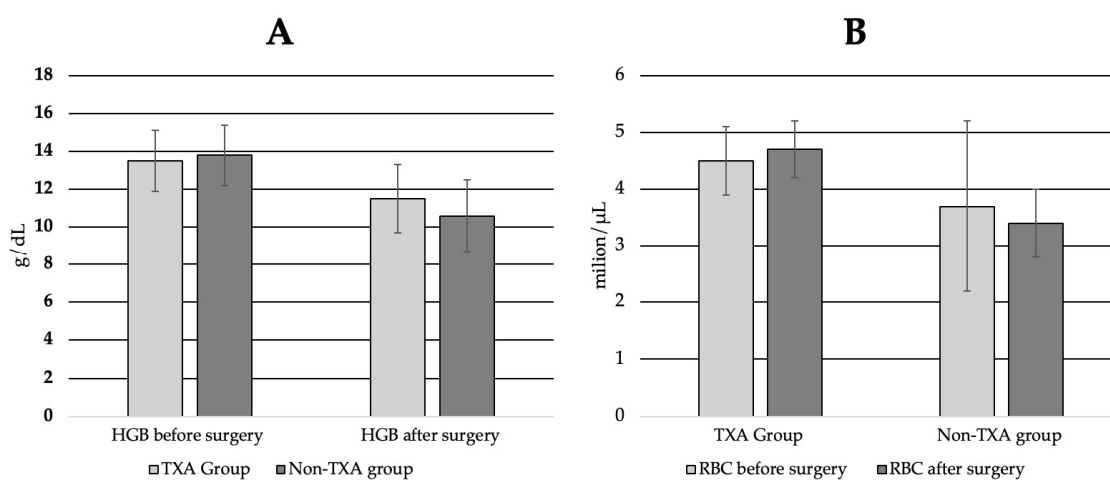 A
18
16
14
12
10
8
6
4
2
0
g/dL
HGB before surgery
HGB after surgery
TXA Group
Non-TXA group
B
6
5
4
3
2
1
0
milion/μL
TXA Group
Non-TXA group
RBC before surgery
RBC after surgery